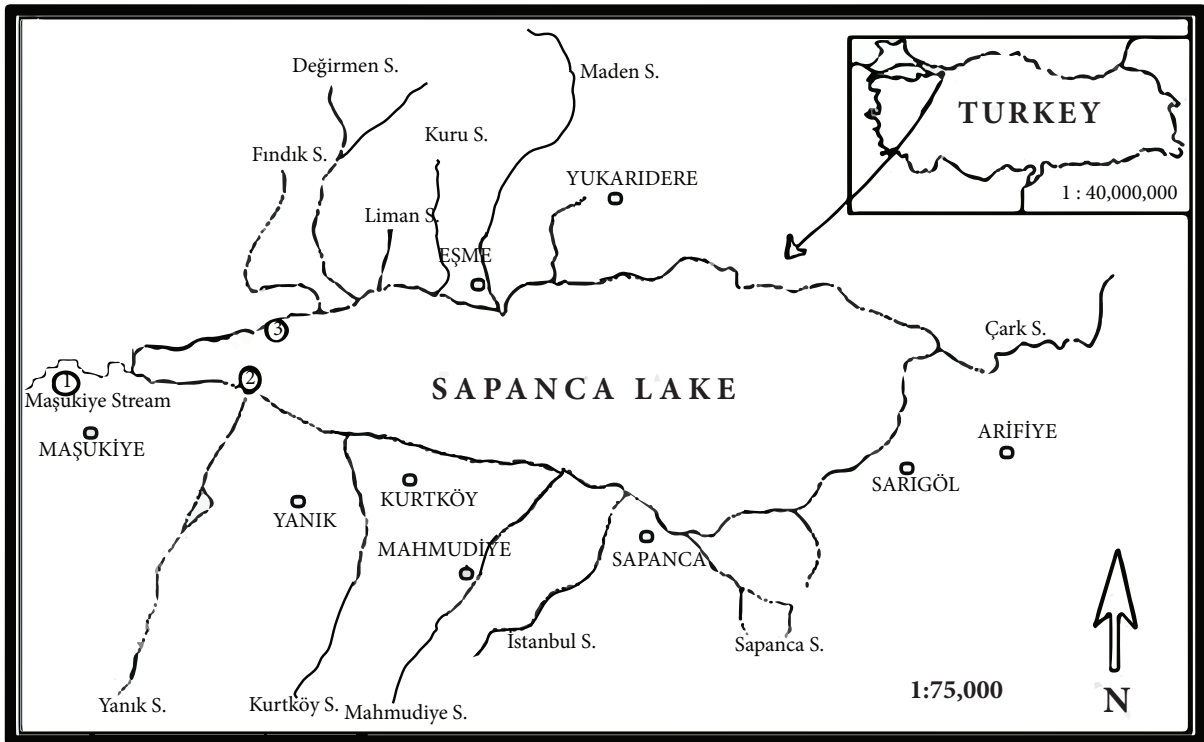 Değirmen S.
Maden S.
TURKEY
Kuru S.
Fındık S.
YUKARIDERE
1 : 40,000,000
Liman S.
EŞME
3
Çark S.
1
2
SAPANCA LAKE
Maşukiye Stream
MAŞUKİYE
ARİFİYE
SARIGÖL
KURTKÖY
YANIK
MAHMUDİYE
SAPANCA
İstanbul S.
Sapanca S.
1:75,000
N
Yanık S.
Kurtköy S.
Mahmudiye S.